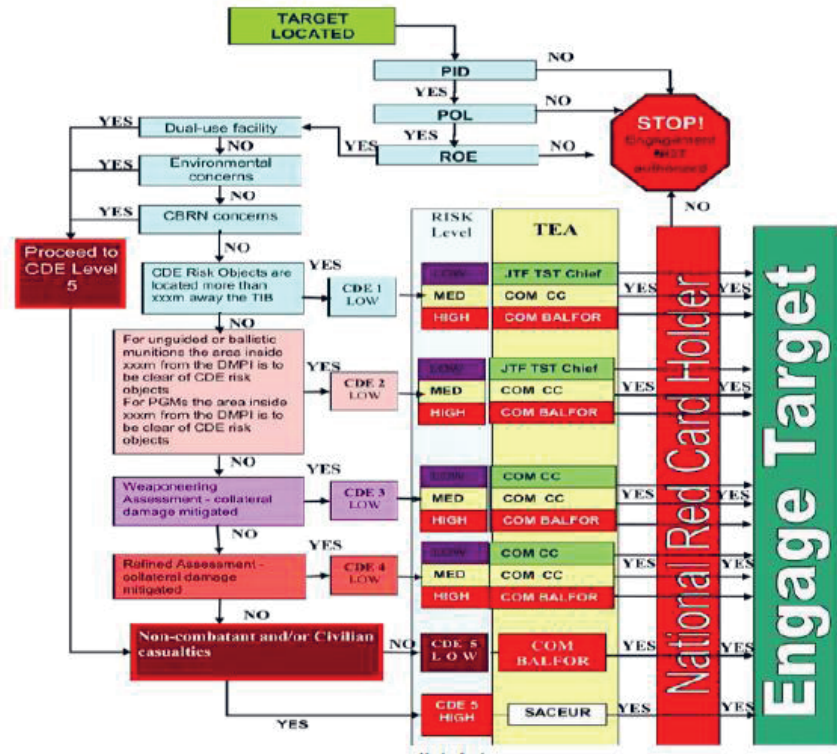 TARGET
LOCATED
PID
NO
YES
POL
NO
YES
ROE
NO
YES
STOP!
Engagement
NOT
authorized
NO
YES
Dual-use facility
NO
YES
Environmental
concerns
NO
YES
CBRN concerns
NO
Proceed to
CDE Level
5
RISK
Level
TEA
CDE Risk Objects are
located more than
xxxm away the TIB
YES
CDE 1
LOW
LOW
JTF TST Chief
MED
COM CC
YES
YES
HIGH
COM BALFOR
NO
For unguided or ballistic
munitions the area inside
xxxm from the DMPI is to
be clear of CDE risk
objects
For PGMs the area inside
xxxm from the DMPI is to
be clear of CDE risk
objects
YES
CDE 2
LOW
LOW
JTF TST Chief
MED
COM CC
YES
YES
HIGH
COM BALFOR
NO
Weaponeering
Assessment - collateral
damage mitigated
YES
CDE 3
LOW
LOW
COM CC
MED
COM CC
YES
YES
HIGH
COM BALFOR
NO
Refined Assessment -
collateral damage
mitigated
YES
CDE 4
LOW
LOW
COM CC
MED
COM CC
YES
YES
HIGH
COM BALFOR
NO
Non-combatant and/or Civilian
casualties
NO
CDE 5
L O W
COM
BALFOR
YES
YES
YES
CDE 5
HIGH
SACEUR
YES
YES
National Red Card Holder
Engage Target